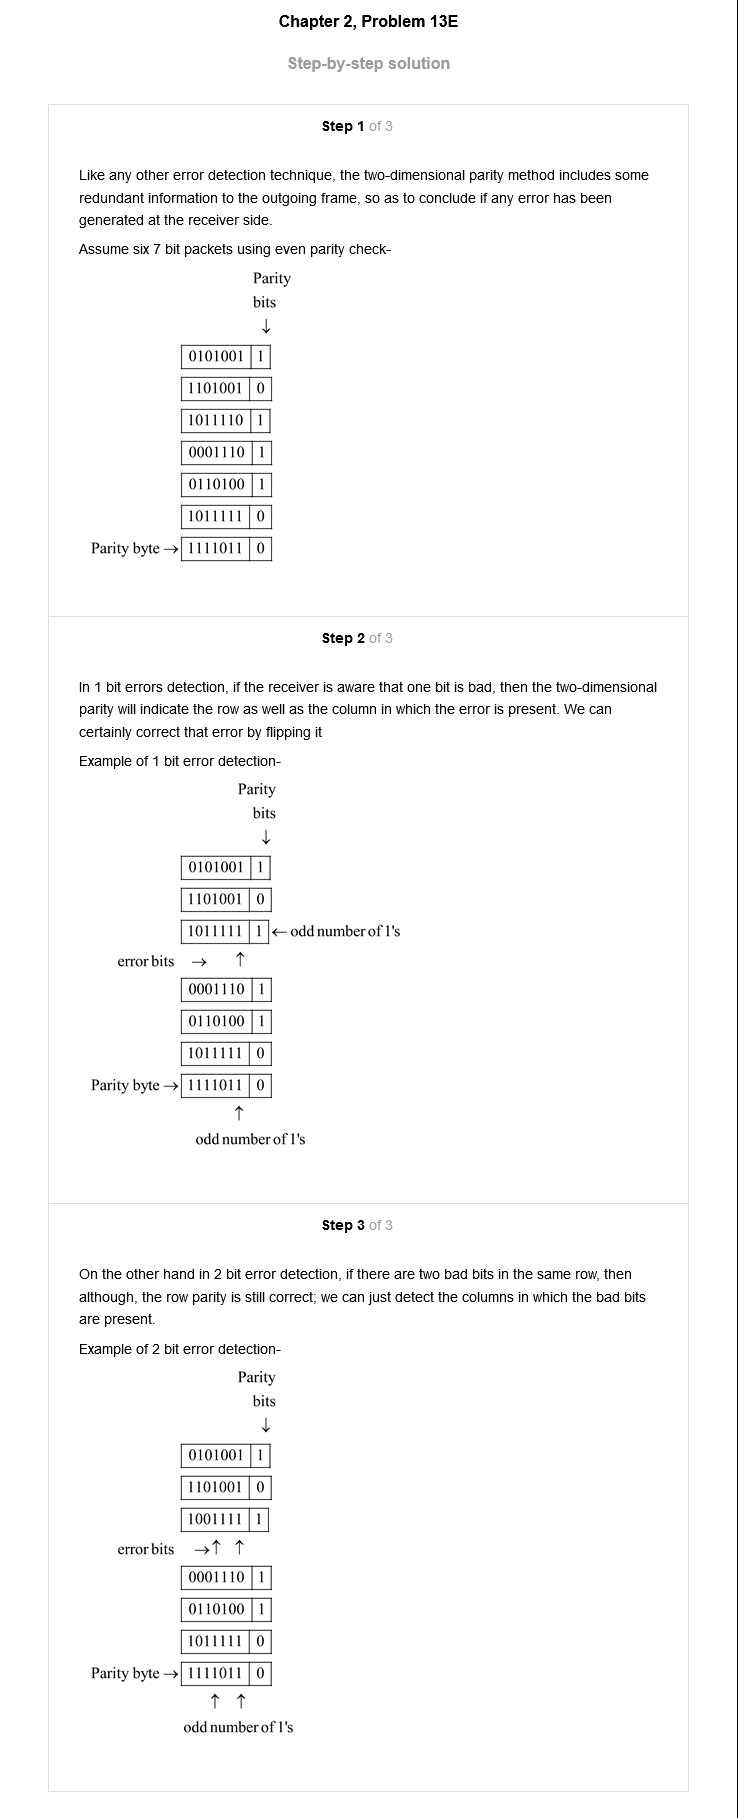 Chapter 2, Problem 13E
Step-by-step solution
Step 1 of 3
Like any other error detection technique, the two-dimensional parity method includes some
redundant information to the outgoing frame, so as to conclude if any error has been
generated at the receiver side.
Assume six 7 bit packets using even parity check-
Parity
bits
↓
0101001 1
1101001 0
1011110 1
0001110 1
0110100 1
1011111 0
Parity byte → 1111011 0
Step 2 of 3
In 1 bit errors detection, if the receiver is aware that one bit is bad, then the two-dimensional
parity will indicate the row as well as the column in which the error is present. We can
certainly correct that error by flipping it
Example of 1 bit error detection-
Parity
bits
↓
0101001 1
1101001 0
1011111 1 ← odd number of 1's
error bits → ↑
0001110 1
0110100 1
1011111 0
Parity byte → 1111011 0
↑
odd number of 1's
Step 3 of 3
On the other hand in 2 bit error detection, if there are two bad bits in the same row, then
although, the row parity is still correct; we can just detect the columns in which the bad bits
are present.
Example of 2 bit error detection-
Parity
bits
↓
0101001 1
1101001 0
1001111 1
error bits → ↑ ↑
0001110 1
0110100 1
1011111 0
Parity byte → 1111011 0
↑ ↑
odd number of 1's